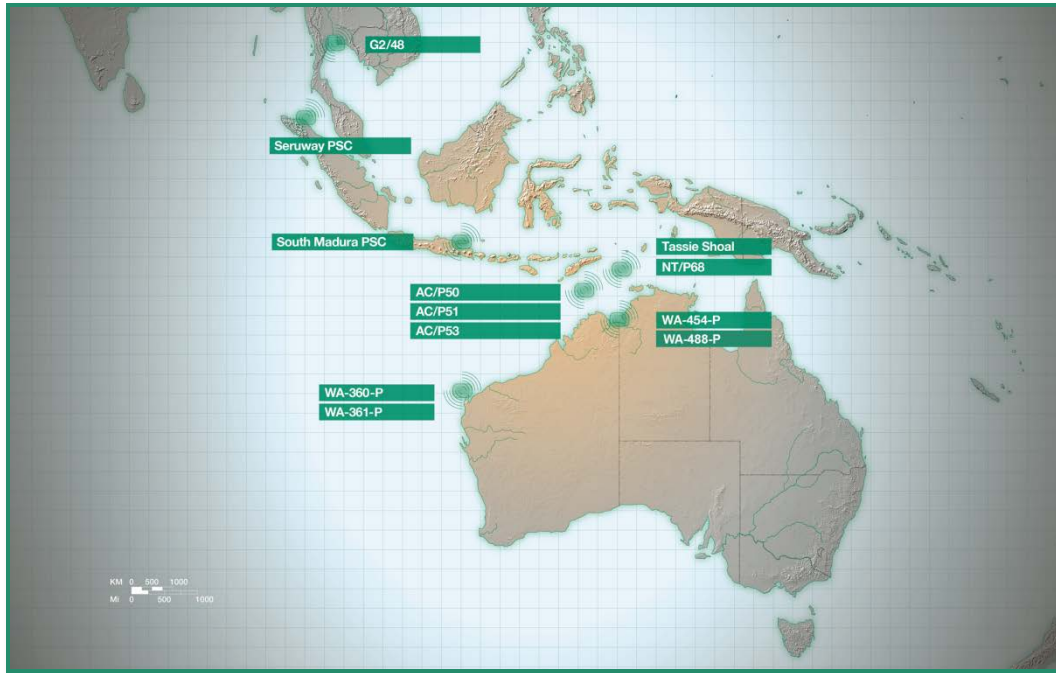 G2/48
Seruway PSC
South Madura PSC
Tassie Shoal
NT/P68
AC/P50
AC/P51
AC/P53
WA-454-P
WA-488-P
WA-360-P
WA-361-P
KM 0 500 1000
Mi 0 500 1000